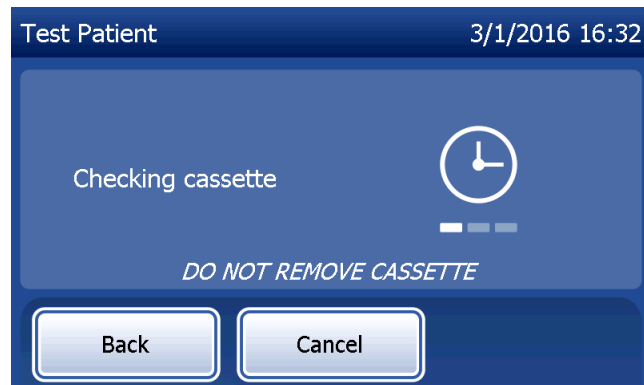 Test Patient 3/1/2016 16:32
Checking cassette
DO NOT REMOVE CASSETTE
Back Cancel